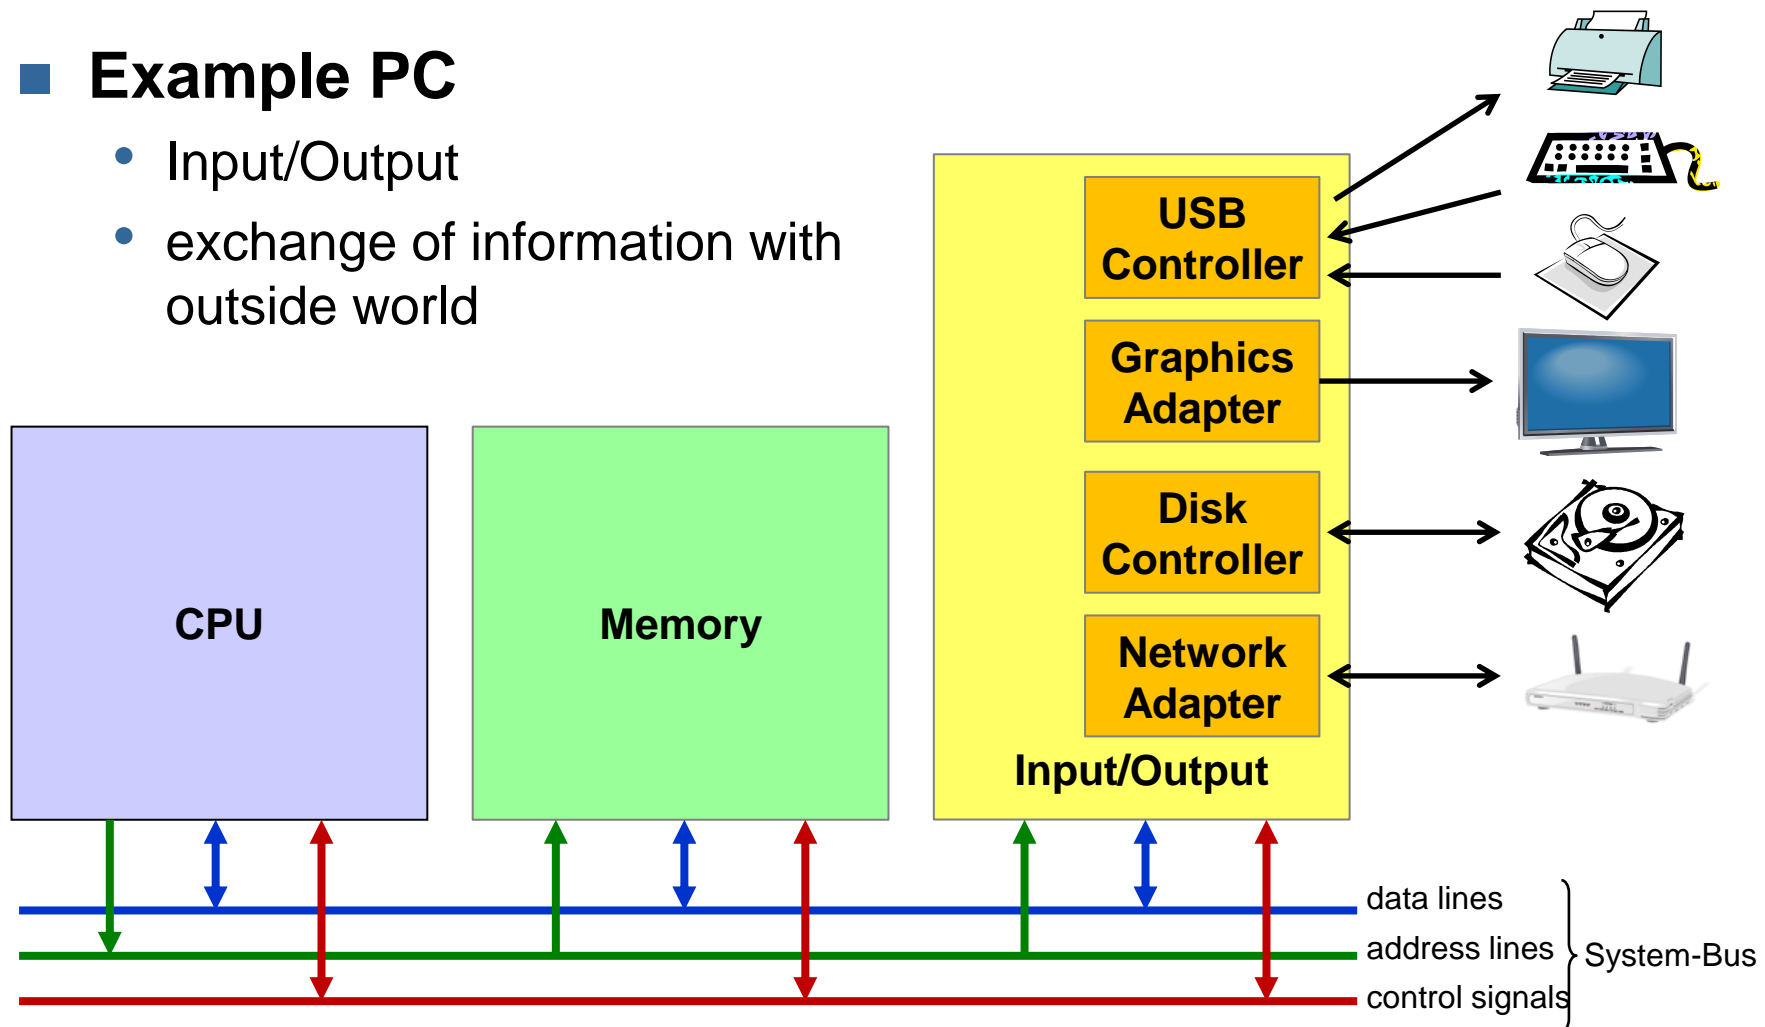 Example PC
Input/Output
exchange of information with
outside world
USB
Controller
Graphics
Adapter
Disk
Controller
Network
Adapter
Input/Output
CPU
Memory
data lines
address lines
control signals
System-Bus